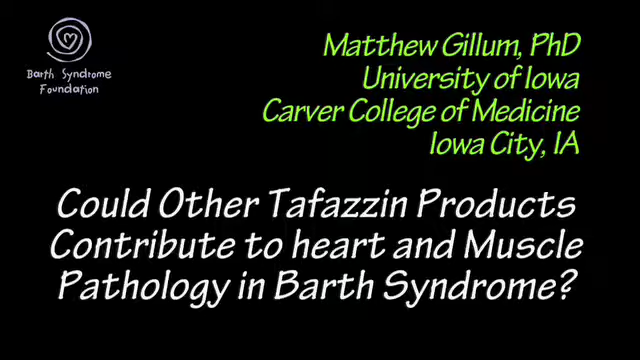 Barth Syndrome
Foundation
Matthew Gillum, PhD
University of Iowa
Carver College of Medicine
Iowa City, IA
Could Other Tafazzin Products
Contribute to heart and Muscle
Pathology in Barth Syndrome?